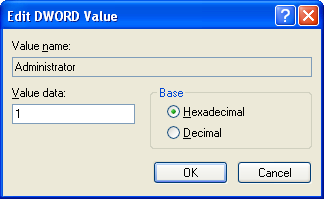 Edit DWORD Value
Value name:
Administrator
Value data:
1
Base
Hexadecimal
Decimal
OK
Cancel